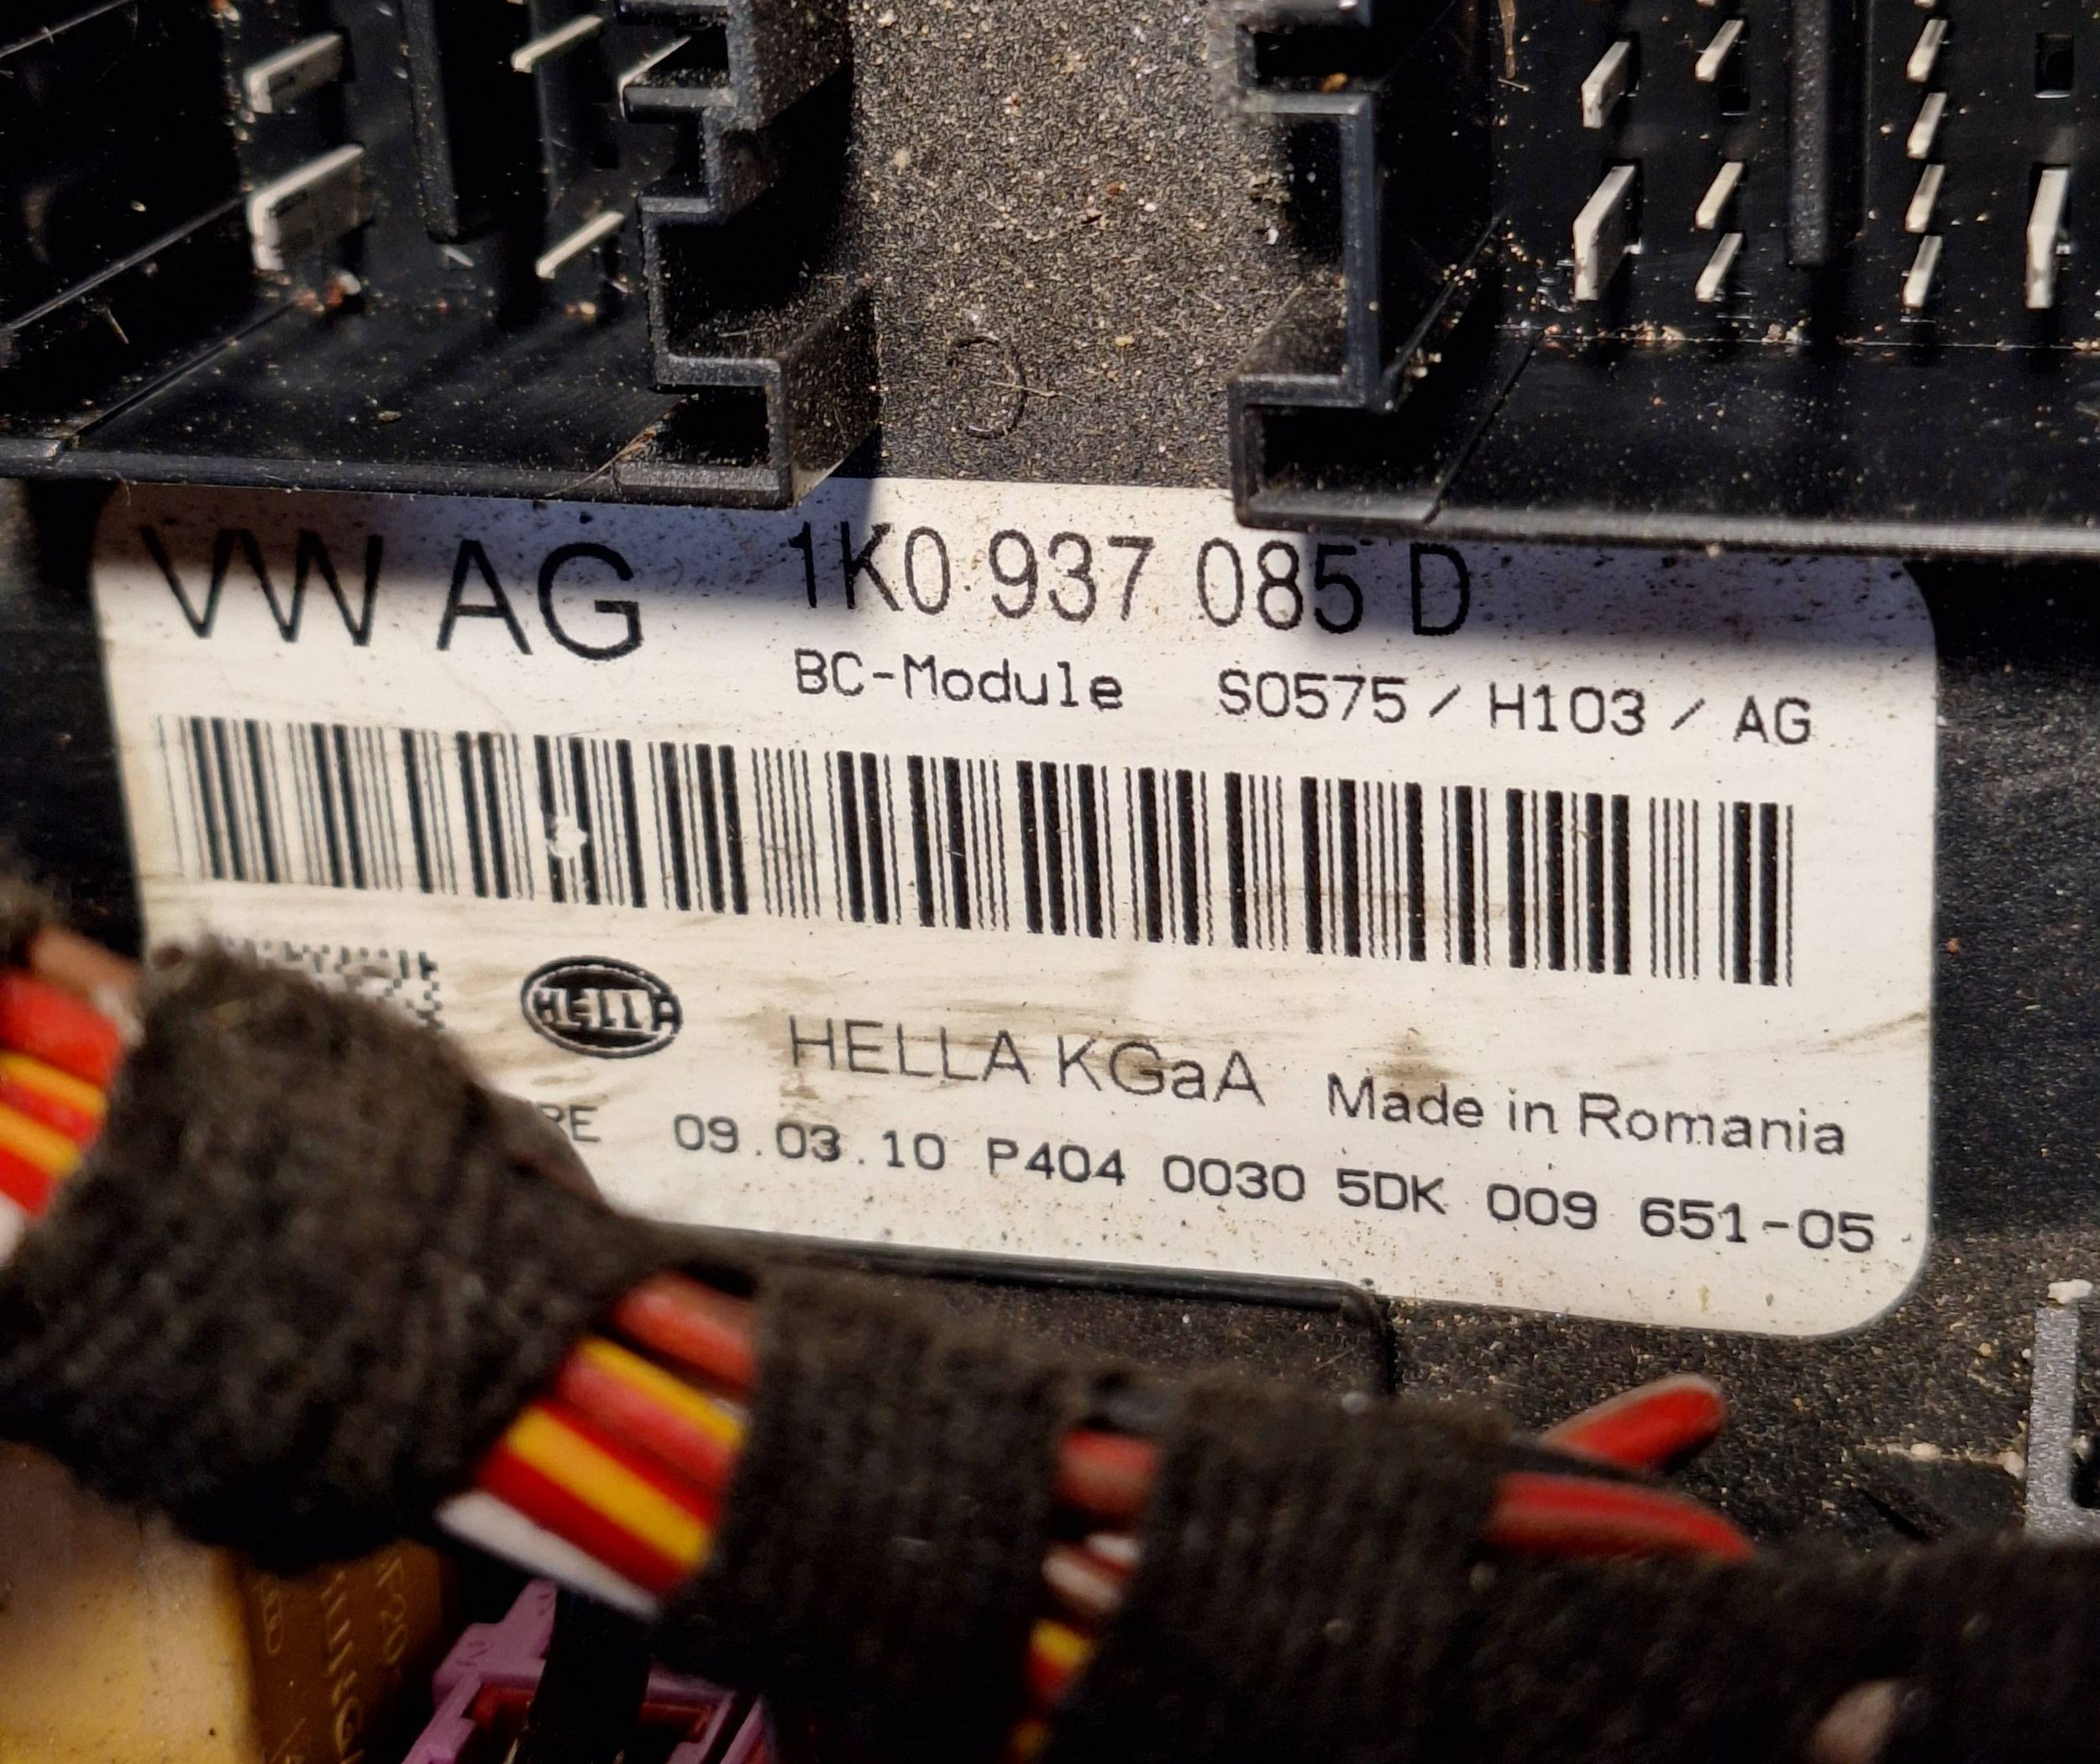 VW AG 1K0 937 085 D
BC-Module S0575 / H103 / AG
HELLA HELLA KGaA Made in Romania
09.03.10 P404 0030 5DK 009 651-05
2